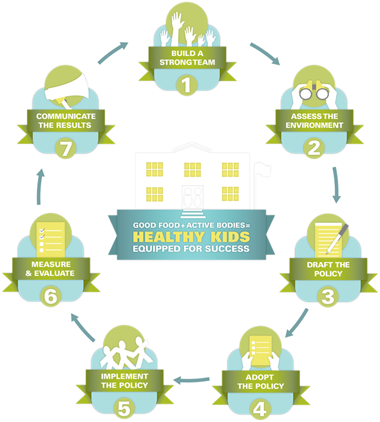 BUILD A
STRONG TEAM
1
ASSESS THE
ENVIRONMENT
2
DRAFT THE
POLICY
3
ADOPT
THE POLICY
4
IMPLEMENT
THE POLICY
5
MEASURE
& EVALUATE
6
COMMUNICATE
THE RESULTS
7
GOOD FOOD + ACTIVE BODIES =
HEALTHY KIDS
EQUIPPED FOR SUCCESS